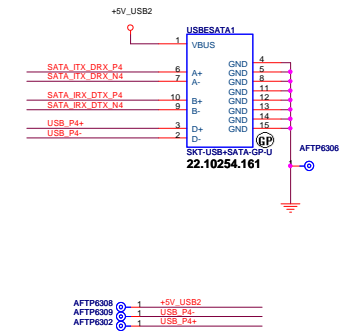 +5V_USB2
USBESATA1
1 VBUS
GND 4
SATA_ITX_DRX_P4 6 A+ GND 5
SATA_ITX_DRX_N4 7 A- GND 8
GND 11
SATA_IRX_DTX_P4 10 B+ GND 12
SATA_IRX_DTX_N4 9 B- GND 13
GND 14
USB_P4+ 3 D+ GND 15
USB_P4- 2 D-
GP
SKT-USB+SATA-GP-U
22.10254.161
AFTP6306
1
AFTP6308 1 +5V_USB2
AFTP6309 1 USB_P4-
AFTP6302 1 USB_P4+